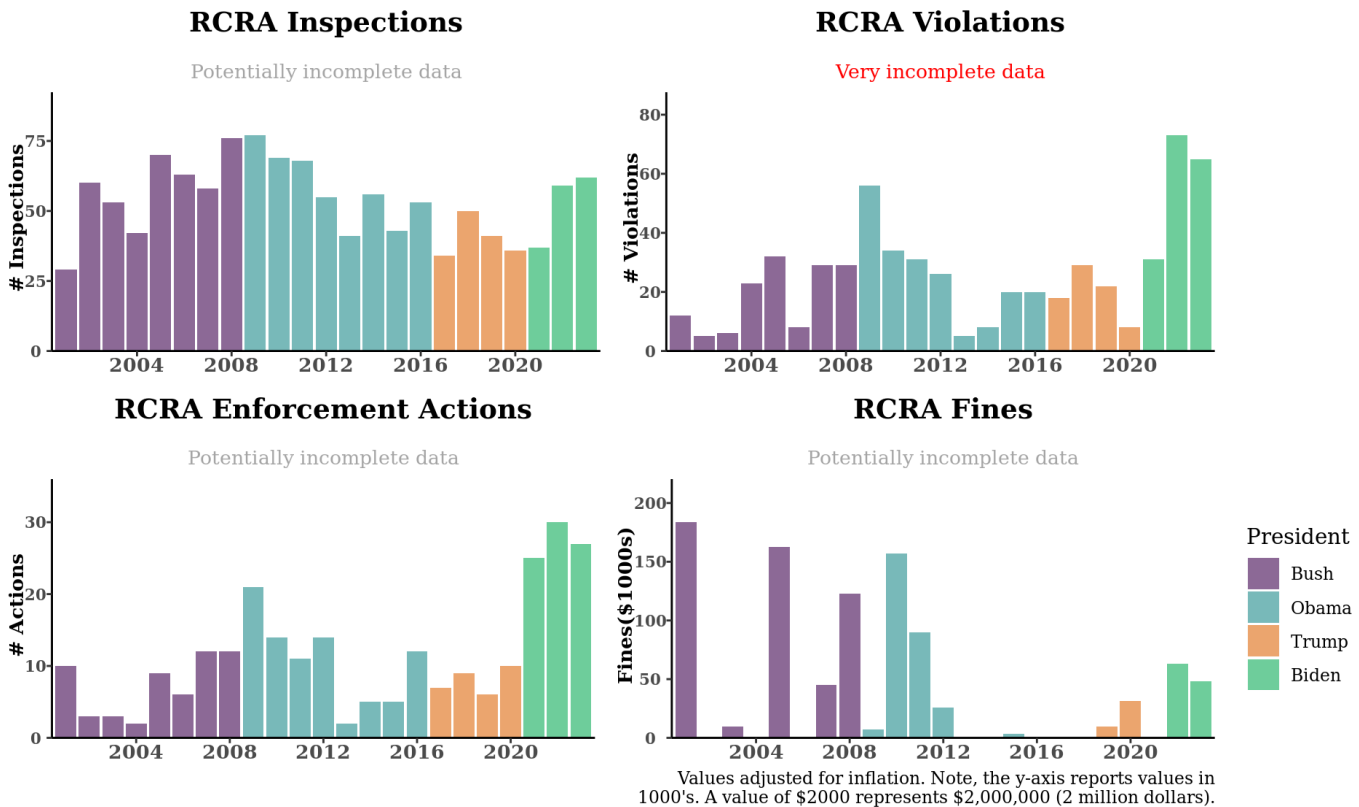 RCRA Inspections
Potentially incomplete data
# Inspections
75
50
25
0
2004
2008
2012
2016
2020
RCRA Violations
Very incomplete data
# Violations
80
60
40
20
0
2004
2008
2012
2016
2020
RCRA Enforcement Actions
Potentially incomplete data
# Actions
30
20
10
0
2004
2008
2012
2016
2020
RCRA Fines
Potentially incomplete data
Fines($1000s)
200
150
100
50
0
2004
2008
2012
2016
2020
President
Bush
Obama
Trump
Biden
Values adjusted for inflation. Note, the y-axis reports values in
1000's. A value of $2000 represents $2,000,000 (2 million dollars).